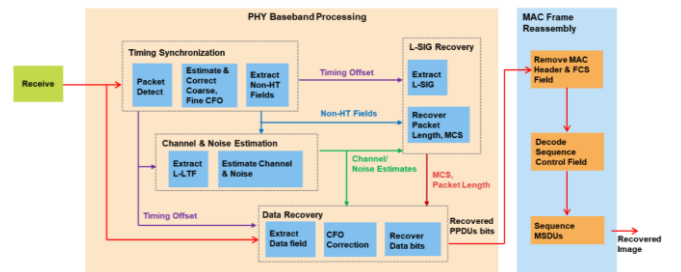 PHY Baseband Processing
MAC Frame
Reassembly
Timing Synchronization
L-SIG Recovery
Receive
Packet
Detect
Estimate &
Correct
Coarse,
Fine CFO
Extract
Non-HT
Fields
Timing Offset
Extract
L-SIG
Remove MAC
Header & FCS
Field
Non-HT Fields
Recover
Packet
Length, MCS
Channel & Noise Estimation
Extract
L-LTF
Estimate Channel
& Noise
Channel/
Noise Estimates
MCS,
Packet Length
Decode
Sequence
Control Field
Timing Offset
Data Recovery
Extract
Data field
CFO
Correction
Recover
Data bits
Recovered
PPDUs bits
Sequence
MSDUs
Recovered
Image